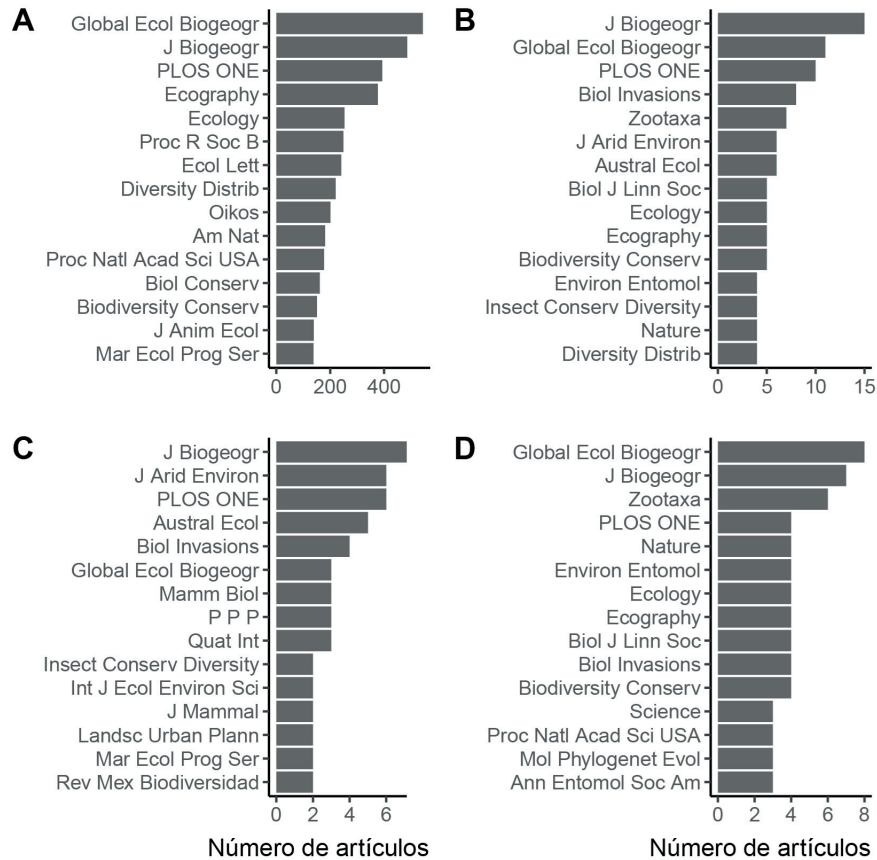 A
Global Ecol Biogeogr
J Biogeogr
PLOS ONE
Ecography
Ecology
Proc R Soc B
Ecol Lett
Diversity Distrib
Oikos
Am Nat
Proc Natl Acad Sci USA
Biol Conserv
Biodiversity Conserv
J Anim Ecol
Mar Ecol Prog Ser
0 200 400
B
J Biogeogr
Global Ecol Biogeogr
PLOS ONE
Biol Invasions
Zootaxa
J Arid Environ
Austral Ecol
Biol J Linn Soc
Ecology
Ecography
Biodiversity Conserv
Environ Entomol
Insect Conserv Diversity
Nature
Diversity Distrib
0 5 10 15
C
J Biogeogr
J Arid Environ
PLOS ONE
Austral Ecol
Biol Invasions
Global Ecol Biogeogr
Mamm Biol
P P P
Quat Int
Insect Conserv Diversity
Int J Ecol Environ Sci
J Mammal
Landsc Urban Plann
Mar Ecol Prog Ser
Rev Mex Biodiversidad
0 2 4 6
Número de artículos
D
Global Ecol Biogeogr
J Biogeogr
Zootaxa
PLOS ONE
Nature
Environ Entomol
Ecology
Ecography
Biol J Linn Soc
Biol Invasions
Biodiversity Conserv
Science
Proc Natl Acad Sci USA
Mol Phylogenet Evol
Ann Entomol Soc Am
0 2 4 6 8
Número de artículos